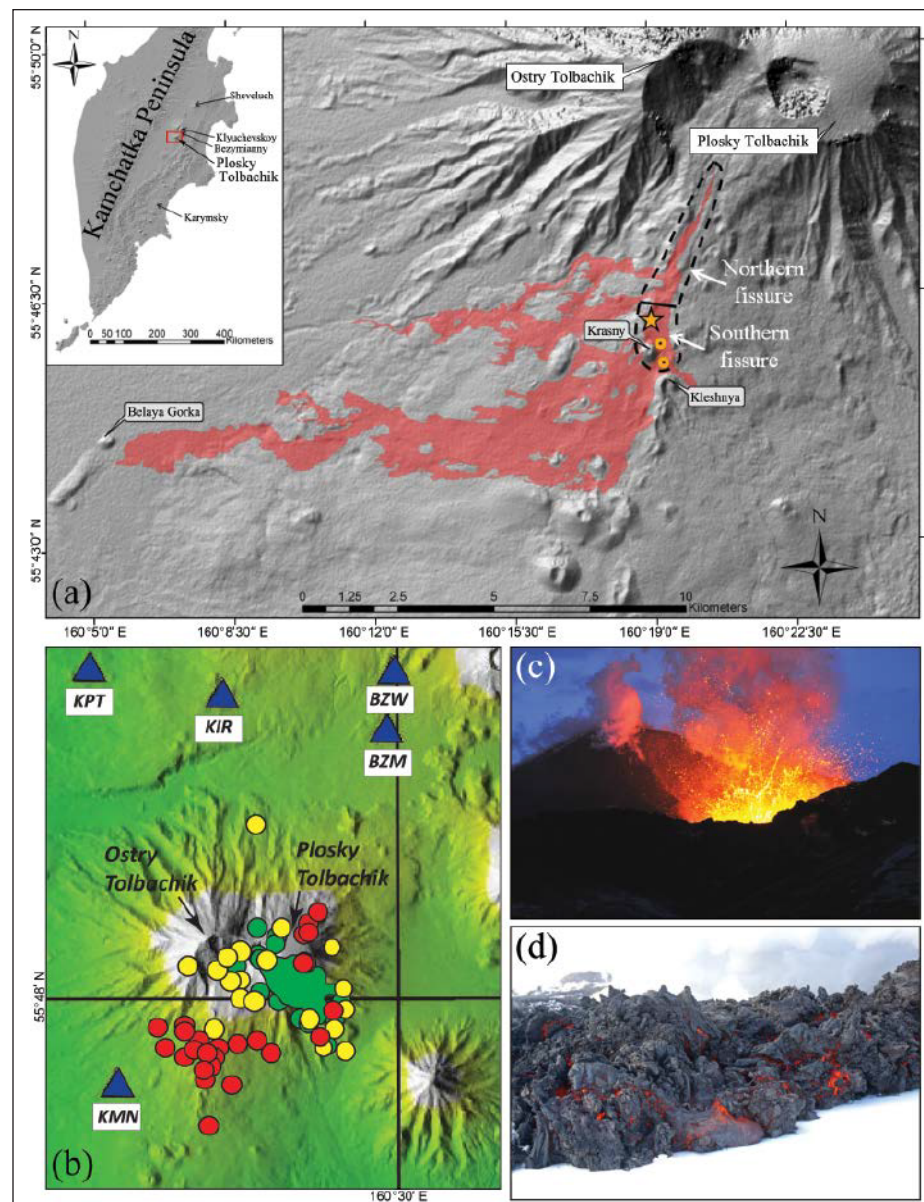 55°50'0" N
55°46'30" N
55°43'0" N
N
Kamchatka Peninsula
Sheveluch
Klyuchevskoy
Bezymianny
Plosky
Tolbachik
Karymsky
0 50 100 200 300 400
Kilometers
Ostry Tolbachik
Plosky Tolbachik
Northern
fissure
Krasny
Southern
fissure
Kleshnya
Belaya Gorka
N
(a)
0 1.25 2.5 5 7.5 10
Kilometers
160°5'0" E 160°8'30" E 160°12'0" E 160°15'30" E 160°19'0" E 160°22'30" E
KPT
KIR
BZW
BZM
Ostry
Tolbachik
Plosky
Tolbachik
55°48' N
KMN
(b)
160°30' E
(c)
(d)